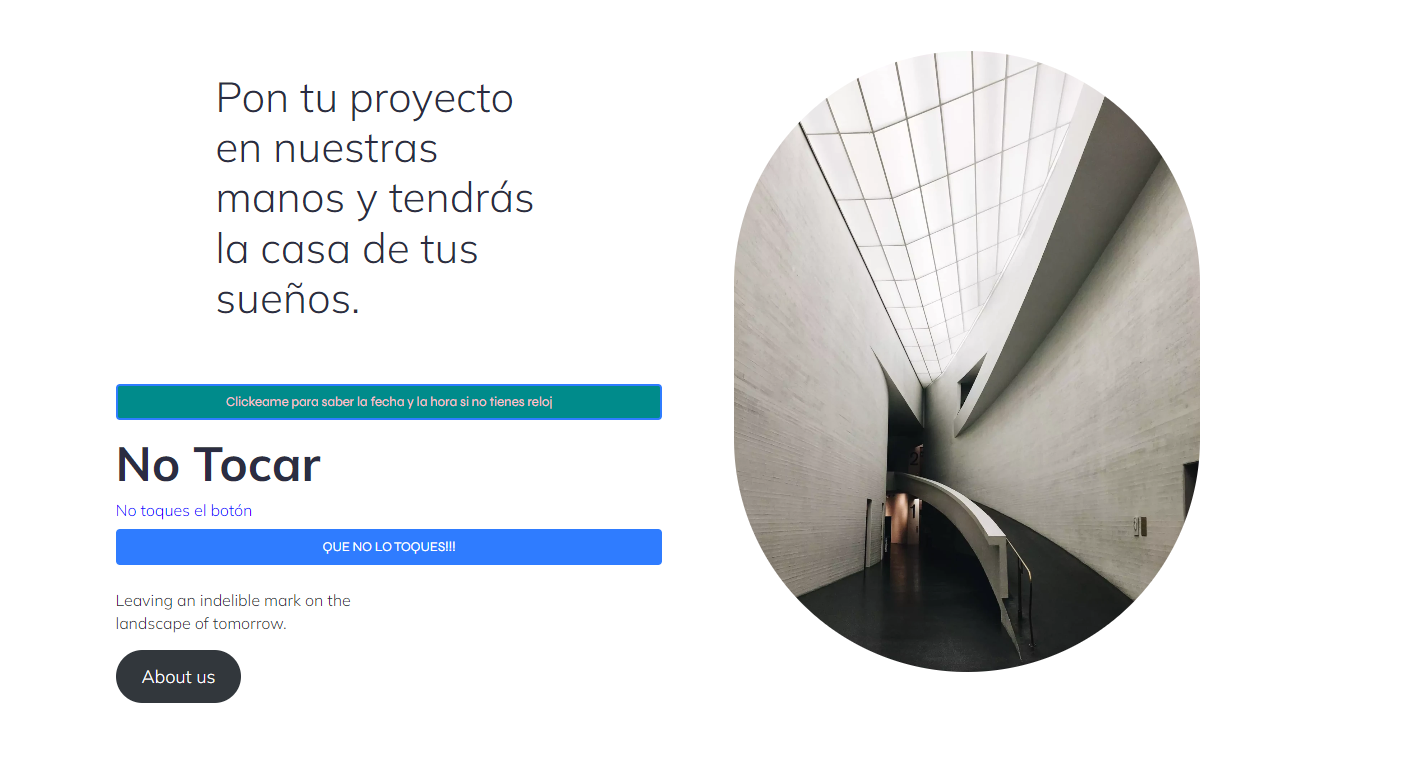 Pon tu proyecto
en nuestras
manos y tendrás
la casa de tus
sueños.
Clickeame para saber la fecha y la hora si no tienes reloj
No Tocar
No toques el botón
QUE NO LO TOQUES!!!
Leaving an indelible mark on the
landscape of tomorrow.
About us
2
1